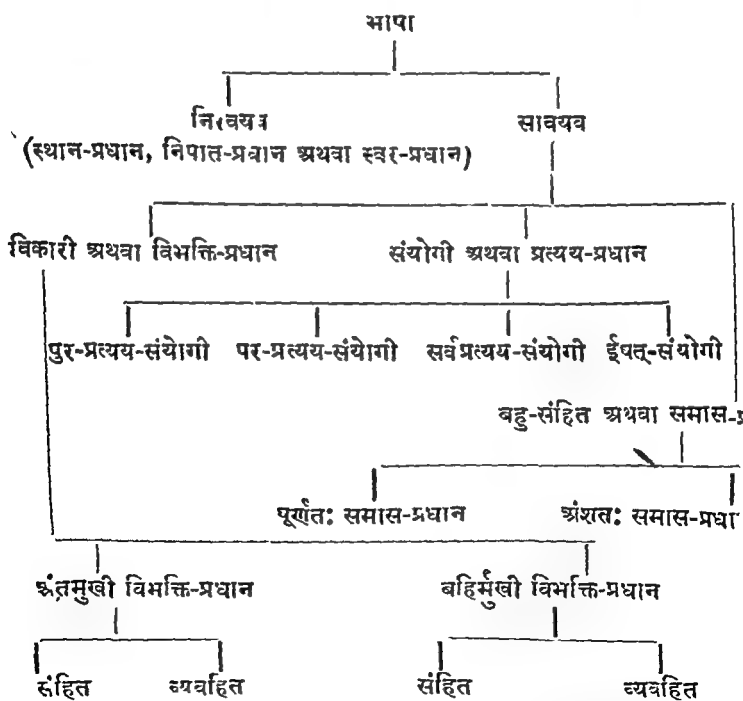 भाषा
निरवयव सावयव
(स्थान-प्रधान, निपात-प्रधान अथवा स्वर-प्रधान)
विकारी अथवा विभक्ति-प्रधान संयोगी अथवा प्रत्यय-प्रधान
पुर-प्रत्यय-संयोगी पर-प्रत्यय-संयोगी सर्वप्रत्यय-संयोगी ईषत्-संयोगी
बहु-संहित अथवा समास-प्र
पूर्णत: समास-प्रधान अंशत: समास-प्रधा
अंतमुखी विभक्ति-प्रधान बहिर्मुखी विभक्ति-प्रधान
संहित व्यवहित संहित व्यवहित